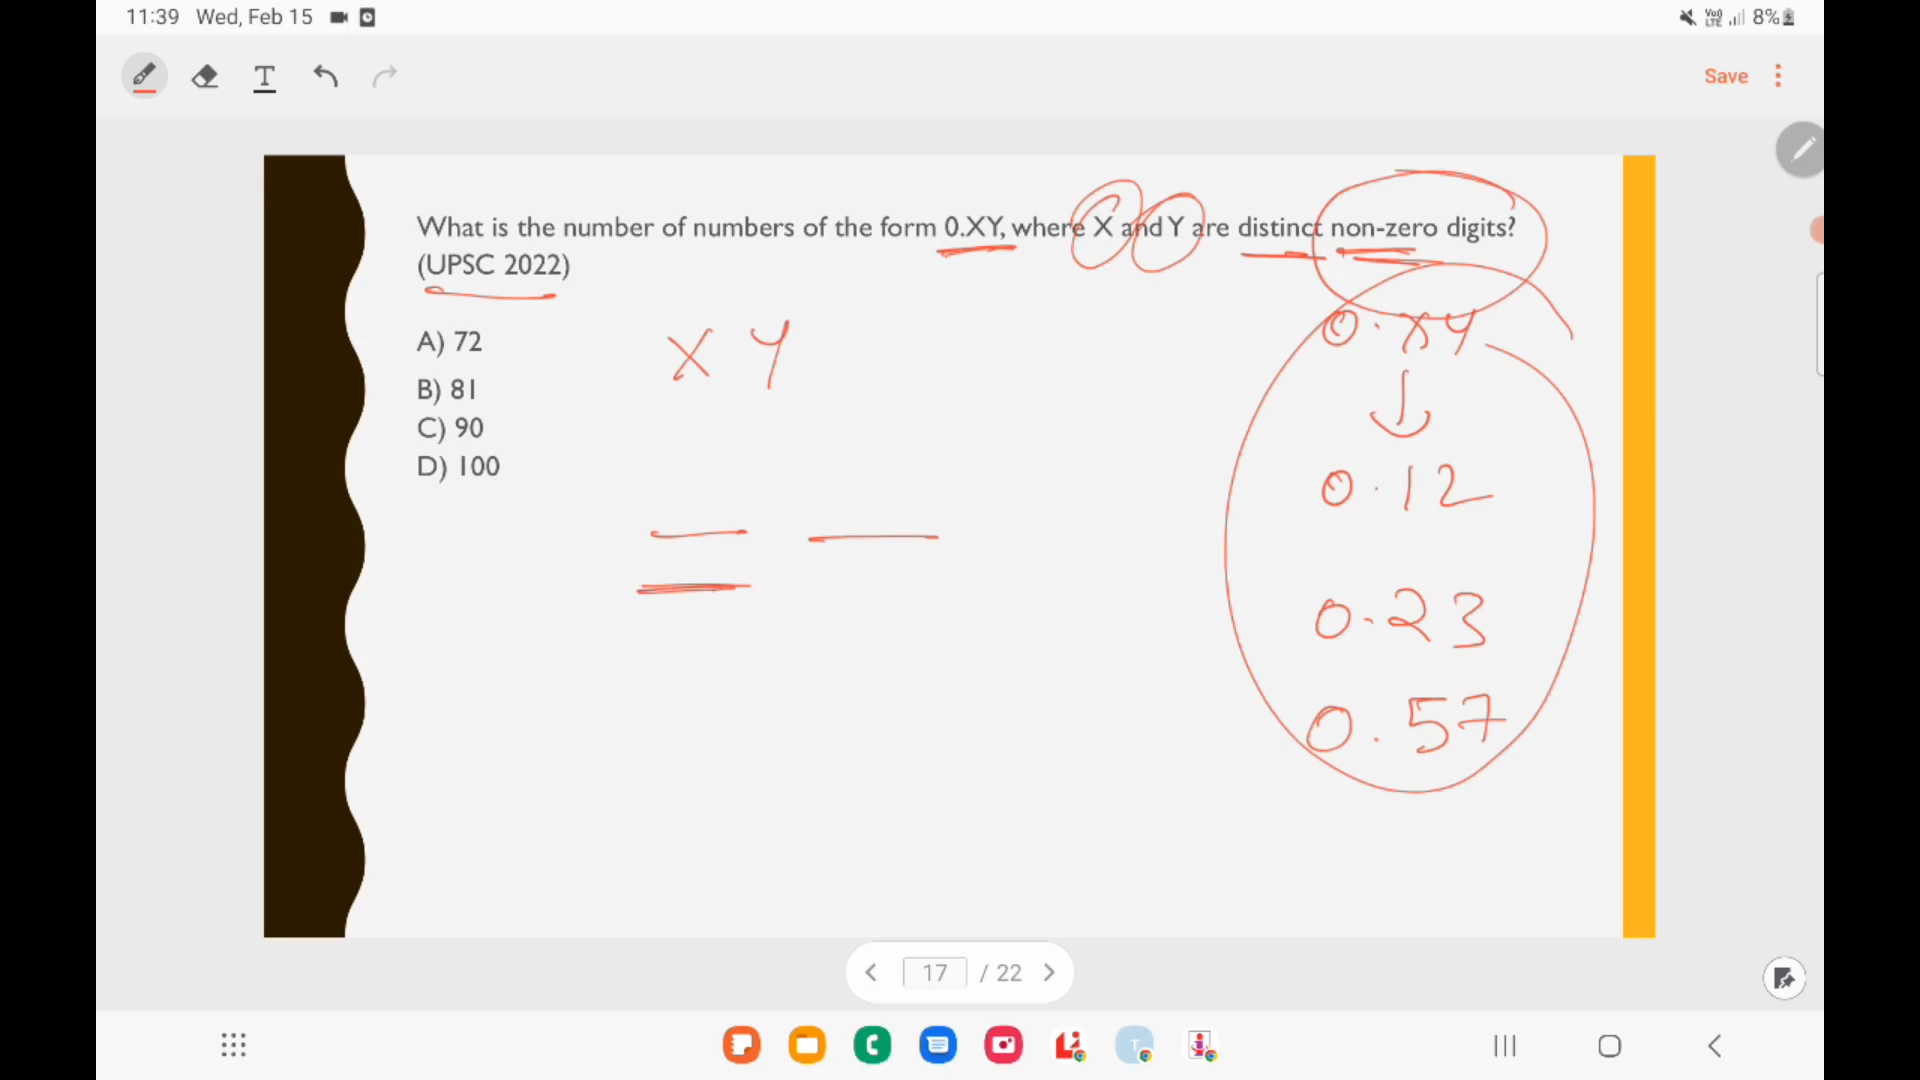 11:39 Wed, Feb 15
Vo) LTE 8%
T
Save
What is the number of numbers of the form 0.XY, where X and Y are distinct non-zero digits?
(UPSC 2022)
A) 72
B) 81
C) 90
D) 100
X Y
0.XY
0.12
0.23
0.57
17 / 22
T